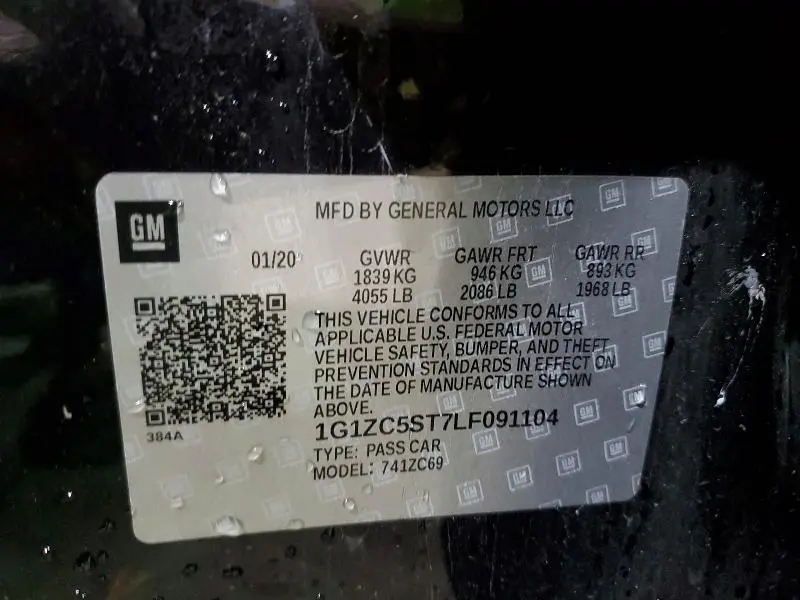 GM
MFD BY GENERAL MOTORS LLC
01/20 GVWR GAWR FRT GAWR RR
1839 KG 946 KG 893 KG
4055 LB 2086 LB 1968 LB
THIS VEHICLE CONFORMS TO ALL
APPLICABLE U.S. FEDERAL MOTOR
VEHICLE SAFETY, BUMPER, AND THEFT
PREVENTION STANDARDS IN EFFECT ON
THE DATE OF MANUFACTURE SHOWN
ABOVE.
384A
1G1ZC5ST7LF091104
TYPE: PASS CAR
MODEL: 741ZC69